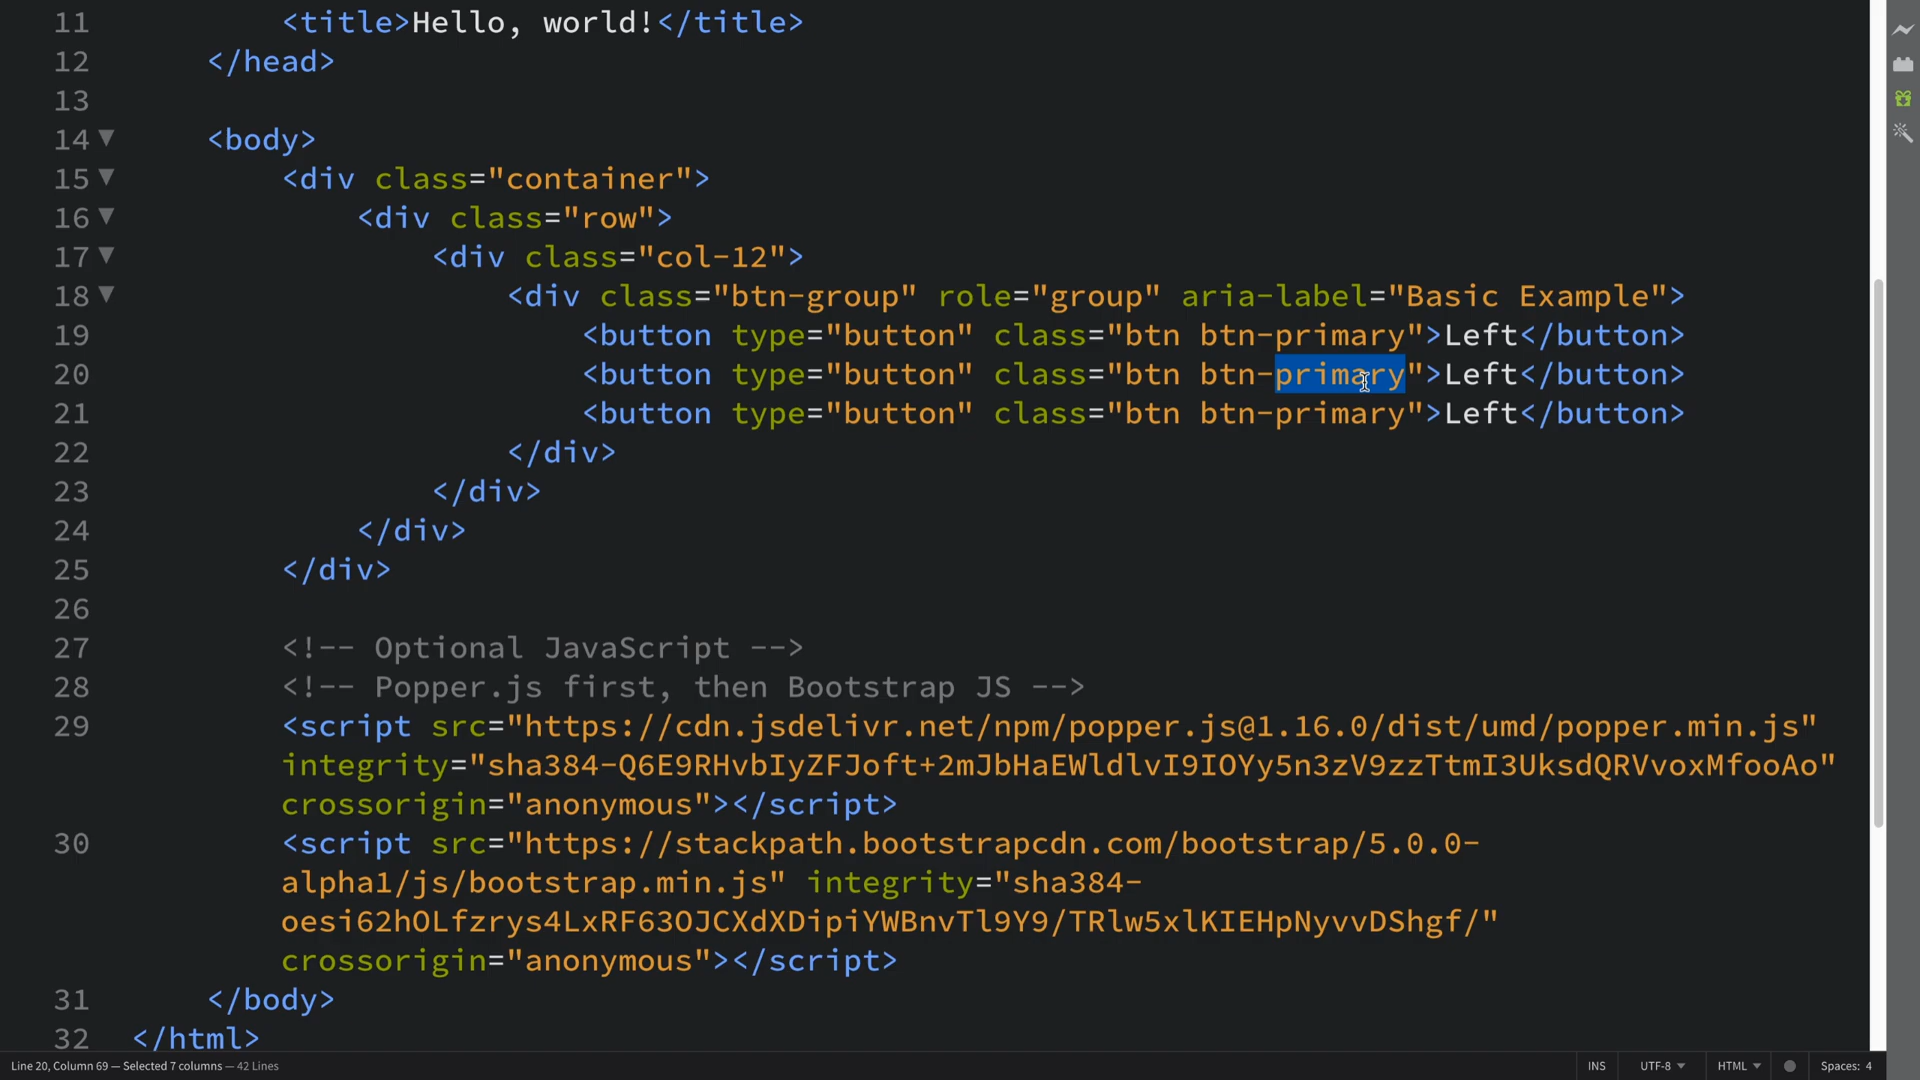 11 <title>Hello, world!</title>
12 </head>
13
14 <body>
15 <div class="container">
16 <div class="row">
17 <div class="col-12">
18 <div class="btn-group" role="group" aria-label="Basic Example">
19 <button type="button" class="btn btn-primary">Left</button>
20 <button type="button" class="btn btn-primary">Left</button>
21 <button type="button" class="btn btn-primary">Left</button>
22 </div>
23 </div>
24 </div>
25 </div>
26
27 <!-- Optional JavaScript -->
28 <!-- Popper.js first, then Bootstrap JS -->
29 <script src="https://cdn.jsdelivr.net/npm/popper.js@1.16.0/dist/umd/popper.min.js"
integrity="sha384-Q6E9RHvbIyZFJoft+2mJbHaEWldlvI9IOYy5n3zV9zzTtmI3UksdQRVvoxMfooAo"
crossorigin="anonymous"></script>
30 <script src="https://stackpath.bootstrapcdn.com/bootstrap/5.0.0-
alpha1/js/bootstrap.min.js" integrity="sha384-
oesi62hOLfzrys4LxRF63OJCXdXDipiYWBnvTl9Y9/TRlw5xlKIEHpNyvvDShgf/"
crossorigin="anonymous"></script>
31 </body>
32 </html>
Line 20, Column 69 — Selected 7 columns — 42 Lines INS UTF-8 HTML Spaces: 4